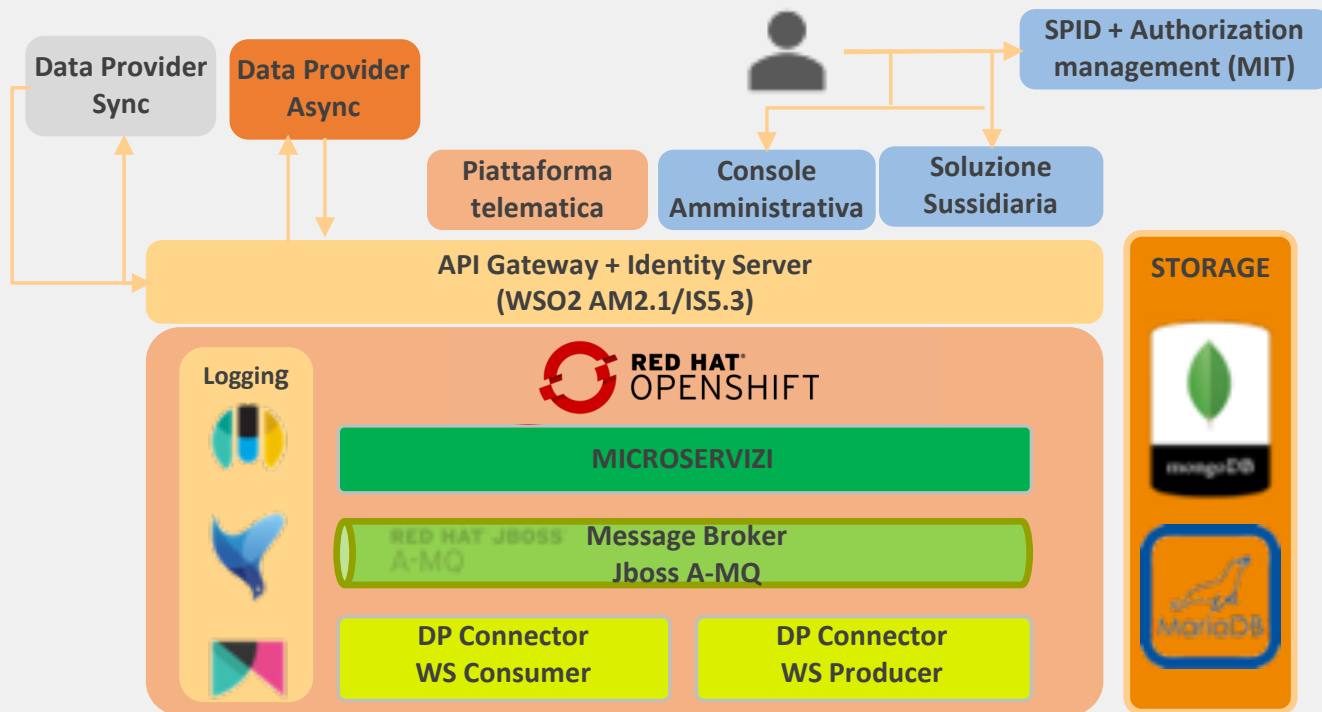 Data Provider
Sync
Data Provider
Async
SPID + Authorization
management (MIT)
Piattaforma
telematica
Console
Amministrativa
Soluzione
Sussidiaria
API Gateway + Identity Server
(WSO2 AM2.1/IS5.3)
STORAGE
Logging
RED HAT®
OPENSHIFT
mongoDB
MICROSERVIZI
RED HAT JBOSS®
A-MQ
Message Broker
Jboss A-MQ
MariaDB
DP Connector
WS Consumer
DP Connector
WS Producer